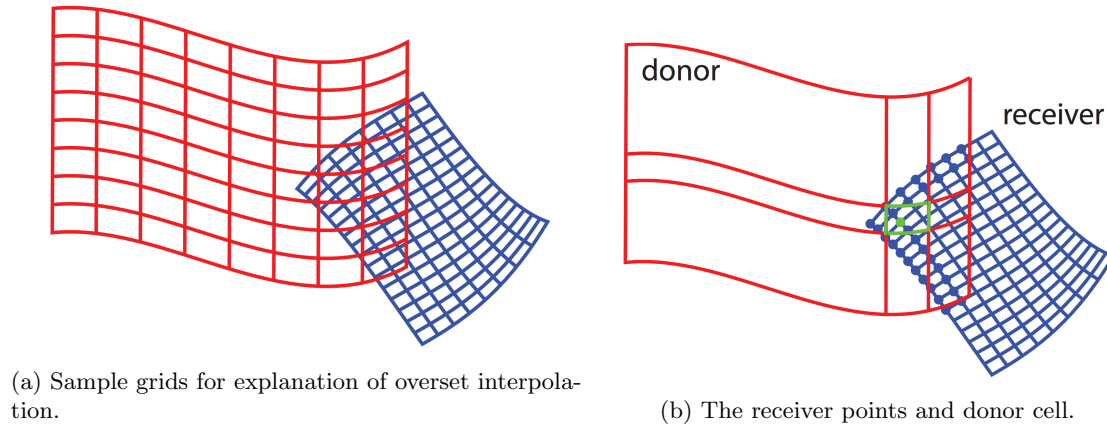 donor
receiver
(a) Sample grids for explanation of overset interpola-
tion.
(b) The receiver points and donor cell.